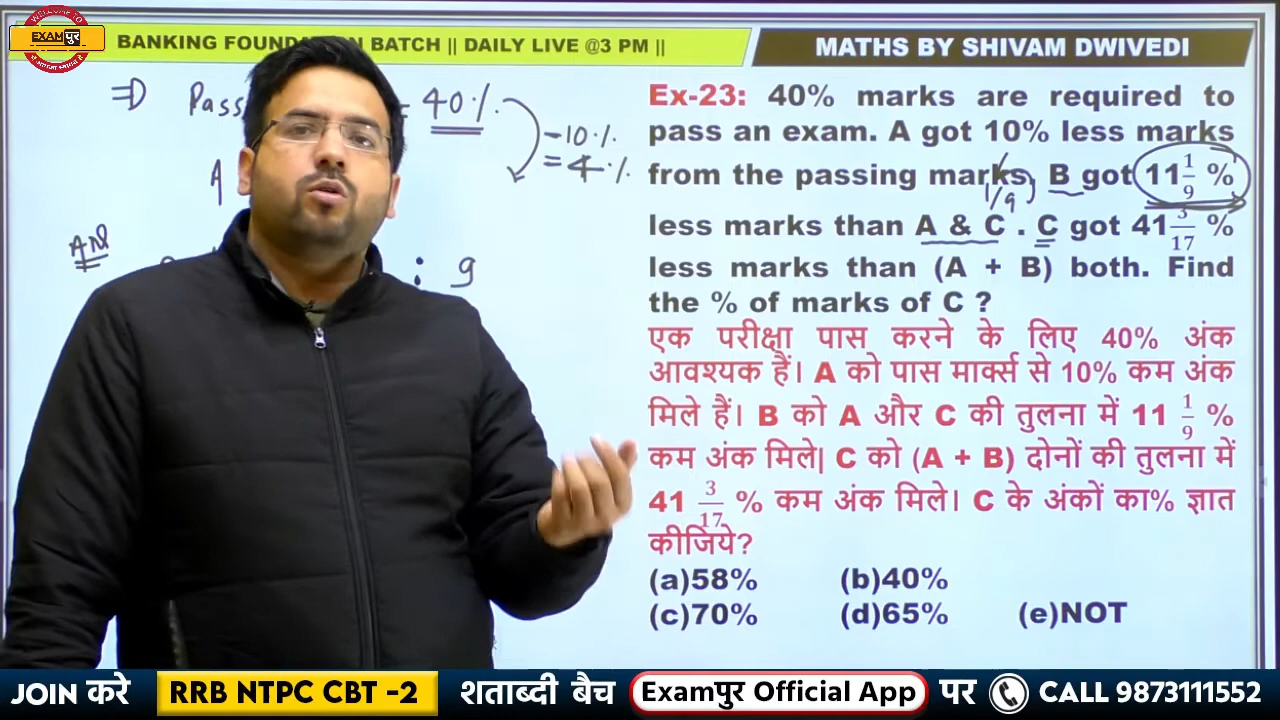 WELCOME TO
EXAMपुर
BANKING FOUND N BATCH || DAILY LIVE @3 PM ||
MATHS BY SHIVAM DWIVEDI
⇒ Pass = 40%
-10%
= 4%
A
Ans
: 9
Ex-23: 40% marks are required to
pass an exam. A got 10% less marks
from the passing marks, B got 11 1/9 %
1/9
less marks than A & C . C got 41 3/17 %
less marks than (A + B) both. Find
the % of marks of C ?
एक परीक्षा पास करने के लिए 40% अंक
आवश्यक हैं। A को पास मार्क्स से 10% कम अंक
मिले हैं। B को A और C की तुलना में 11 1/9 %
कम अंक मिले| C को (A + B) दोनों की तुलना में
41 3/17 % कम अंक मिले। C के अंकों का% ज्ञात
कीजिये?
(a)58% (b)40%
(c)70% (d)65% (e)NOT
JOIN करे RRB NTPC CBT -2 शताब्दी बैच Examपुर Official App पर CALL 9873111552